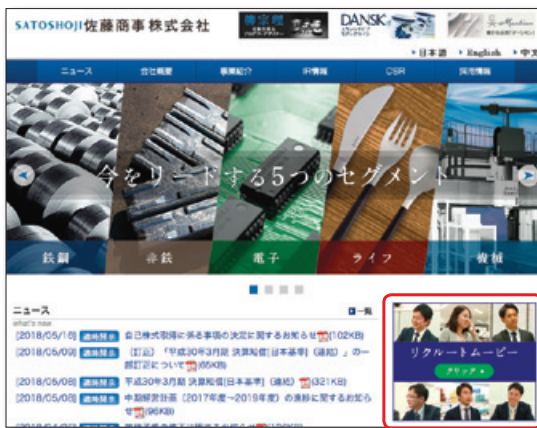 SATOSHOJI 佐藤商事株式会社
DANSK
日本語 English 中文
ニュース 会社概要 事業紹介 IR情報 CSR 採用情報
今をリードする5つのセグメント
鉄鋼 非鉄 電子 ライフ 機械
ニュース 一覧
what's new
[2018/05/10] 適時開示 自己株式取得に係る事項の決定に関するお知らせ (102KB)
[2018/05/09] 適時開示 (訂正)「平成30年3月期 決算短信[日本基準](連結)」の一
部訂正について (65KB)
[2018/05/08] 適時開示 平成30年3月期 決算短信[日本基準](連結) (321KB)
[2018/05/08] 適時開示 中期経営計画(2017年度~2019年度)の進捗に関するお知ら
せ (96KB)
リクルートムービー
クリック